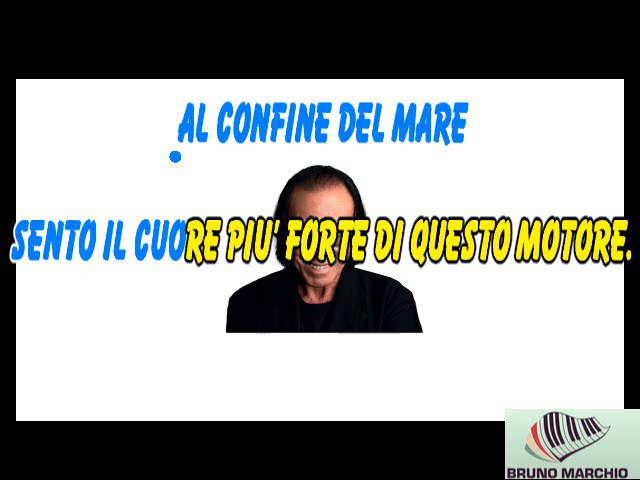 AL CONFINE DEL MARE
SENTO IL CUORE PIU' FORTE DI QUESTO MOTORE.
BRUNO MARCHIO